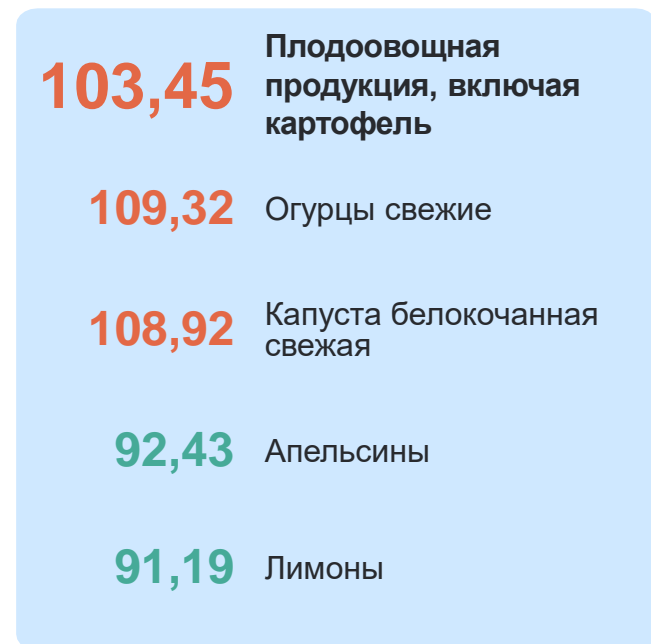 103,45
Плодоовощная
продукция, включая
картофель
109,32 Огурцы свежие
108,92
Капуста белокочанная
свежая
92,43 Апельсины
91,19 Лимоны